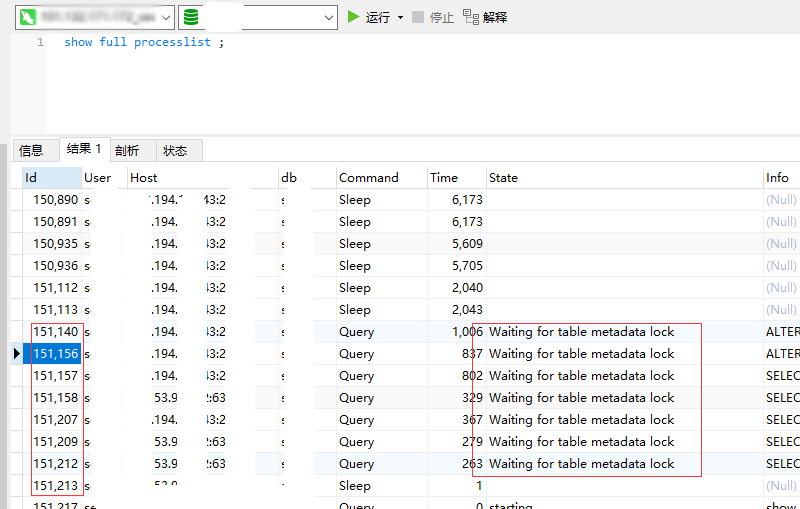 运行 停止 解释
1 show full processlist ;
信息 结果 1 剖析 状态
Id User Host db Command Time State Info
150,890 s .194. 43:2 s Sleep 6,173 (Null)
150,891 s .194. 43:2 s Sleep 6,173 (Null)
150,935 s .194. 43:2 s Sleep 5,609 (Null)
150,936 s .194. 43:2 s Sleep 5,705 (Null)
151,112 s .194. 43:2 s Sleep 2,040 (Null)
151,113 s .194. 43:2 s Sleep 2,043 (Null)
151,140 s .194. 43:2 s Query 1,006 Waiting for table metadata lock ALTER
151,156 s .194. 43:2 s Query 837 Waiting for table metadata lock ALTER
151,157 s .194. 43:2 s Query 802 Waiting for table metadata lock SELEC
151,158 s 53.9 2:63 s Query 329 Waiting for table metadata lock SELEC
151,207 s .194. 43:2 s Query 367 Waiting for table metadata lock SELEC
151,209 s 53.9 2:63 s Query 279 Waiting for table metadata lock SELEC
151,212 s 53.9 2:63 s Query 263 Waiting for table metadata lock SELEC
151,213 s Sleep 1 (Null)
151,217 se Query 0 starting show